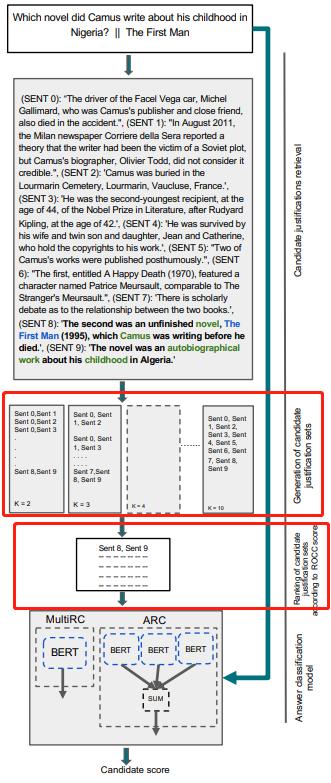 Which novel did Camus write about his childhood in
Nigeria? || The First Man
(SENT 0): "The driver of the Facel Vega car, Michel
Gallimard, who was Camus's publisher and close friend,
also died in the accident.", (SENT 1): "In August 2011,
the Milan newspaper Corriere della Sera reported a
theory that the writer had been the victim of a Soviet plot,
but Camus's biographer, Olivier Todd, did not consider it
credible.", (SENT 2): 'Camus was buried in the
Lourmarin Cemetery, Lourmarin, Vaucluse, France.',
(SENT 3): 'He was the second-youngest recipient, at the
age of 44, of the Nobel Prize in Literature, after Rudyard
Kipling, at the age of 42.', (SENT 4): 'He was survived by
his wife and twin son and daughter, Jean and Catherine,
who hold the copyrights to his work.', (SENT 5): "Two of
Camus's works were published posthumously.", (SENT
6): "The first, entitled A Happy Death (1970), featured a
character named Patrice Meursault, comparable to The
Stranger's Meursault.", (SENT 7): 'There is scholarly
debate as to the relationship between the two books.',
(SENT 8): 'The second was an unfinished novel, The
First Man (1995), which Camus was writing before he
died.', (SENT 9): 'The novel was an autobiographical
work about his childhood in Algeria.'
Candidate justifications retrieval
Sent 0,Sent 1
Sent 0,Sent 2
Sent 0,Sent 3
.
.
.
Sent 8,Sent 9
K = 2
Sent 0, Sent
1, Sent 2
Sent 0, Sent
1, Sent 3
. . . .
. . . .
Sent 7,Sent
8, Sent 9
K = 3
K = 4
..........
Sent 0, Sent
1, Sent 2,
Sent 3, Sent
4, Sent 5,
Sent 6, Sent
7, Sent 8,
Sent 9
K = 10
Generation of candidate
justification sets
Sent 8, Sent 9
Ranking of candidate
justification sets
according to ROCC score
MultiRC
BERT
ARC
BERT
BERT
BERT
SUM
Answer classification
model
Candidate score